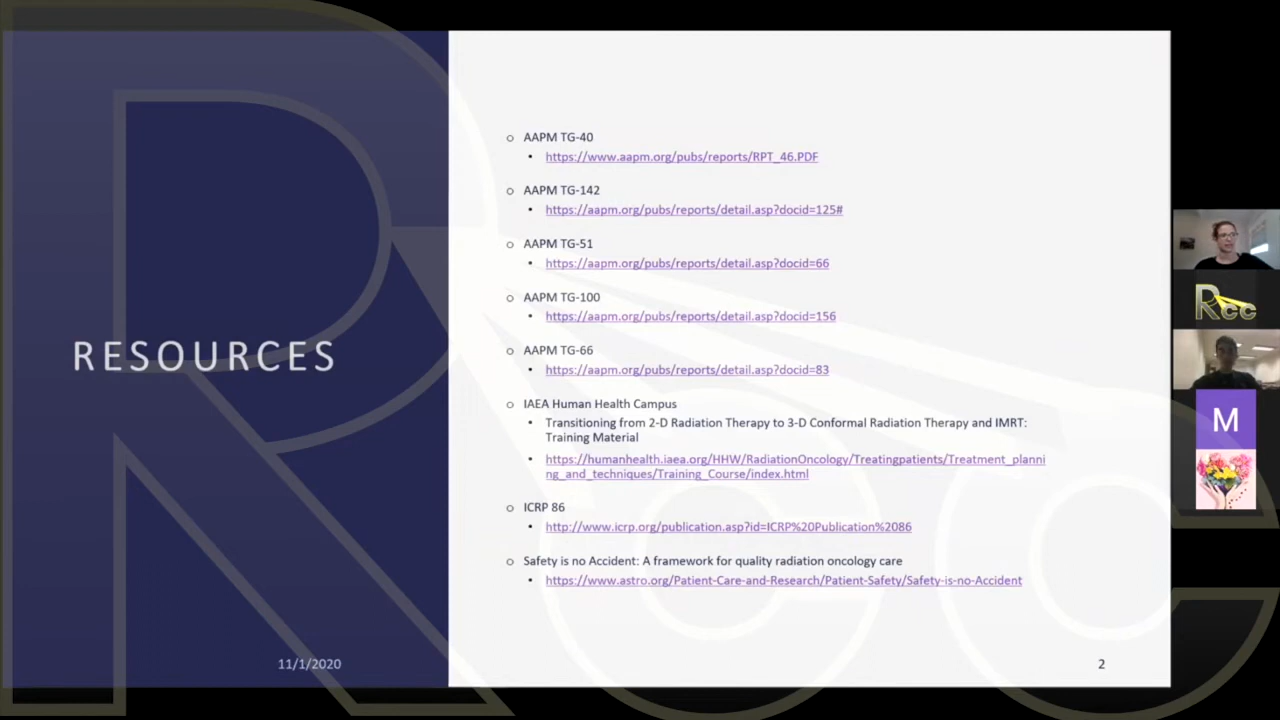 RESOURCES
AAPM TG-40
https://www.aapm.org/pubs/reports/RPT_46.PDF
AAPM TG-142
https://aapm.org/pubs/reports/detail.asp?docid=125#
AAPM TG-51
https://aapm.org/pubs/reports/detail.asp?docid=66
AAPM TG-100
https://aapm.org/pubs/reports/detail.asp?docid=156
AAPM TG-66
https://aapm.org/pubs/reports/detail.asp?docid=83
IAEA Human Health Campus
Transitioning from 2-D Radiation Therapy to 3-D Conformal Radiation Therapy and IMRT:
Training Material
https://humanhealth.iaea.org/HHW/RadiationOncology/Treatingpatients/Treatment_planni
ng_and_techniques/Training_Course/index.html
ICRP 86
http://www.icrp.org/publication.asp?id=ICRP%20Publication%2086
Safety is no Accident: A framework for quality radiation oncology care
https://www.astro.org/Patient-Care-and-Research/Patient-Safety/Safety-is-no-Accident
11/1/2020
2
Rcc
M